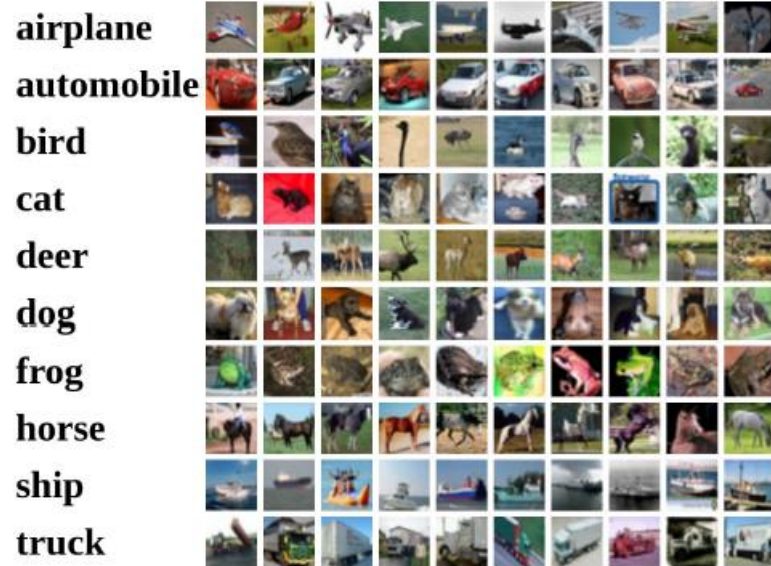 airplane
automobile
bird
cat
deer
dog
frog
horse
ship
truck